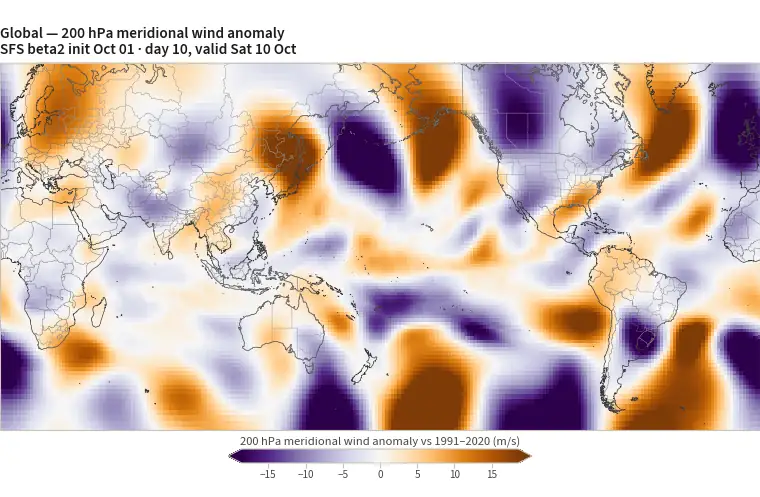 Global — 200 hPa meridional wind anomaly
SFS beta2 init Oct 01 · day 10, valid Sat 10 Oct
200 hPa meridional wind anomaly vs 1991–2020 (m/s)
−15 −10 −5 0 5 10 15